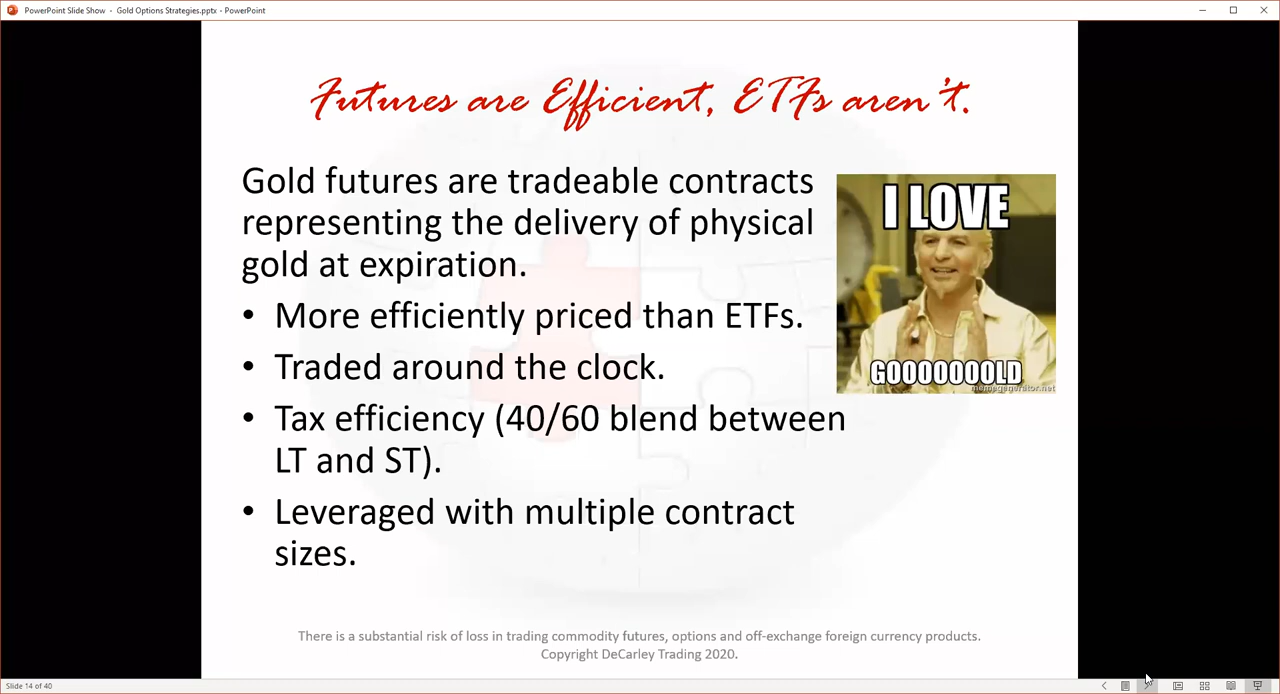 PowerPoint Slide Show - Gold Options Strategies.pptx - PowerPoint
Futures are Efficient, ETFs aren't.
Gold futures are tradeable contracts
representing the delivery of physical
gold at expiration.
• More efficiently priced than ETFs.
• Traded around the clock.
• Tax efficiency (40/60 blend between
LT and ST).
• Leveraged with multiple contract
sizes.
I LOVE
GOOOOOOOLD
memegenerator.net
There is a substantial risk of loss in trading commodity futures, options and off-exchange foreign currency products.
Copyright DeCarley Trading 2020.
Slide 14 of 40